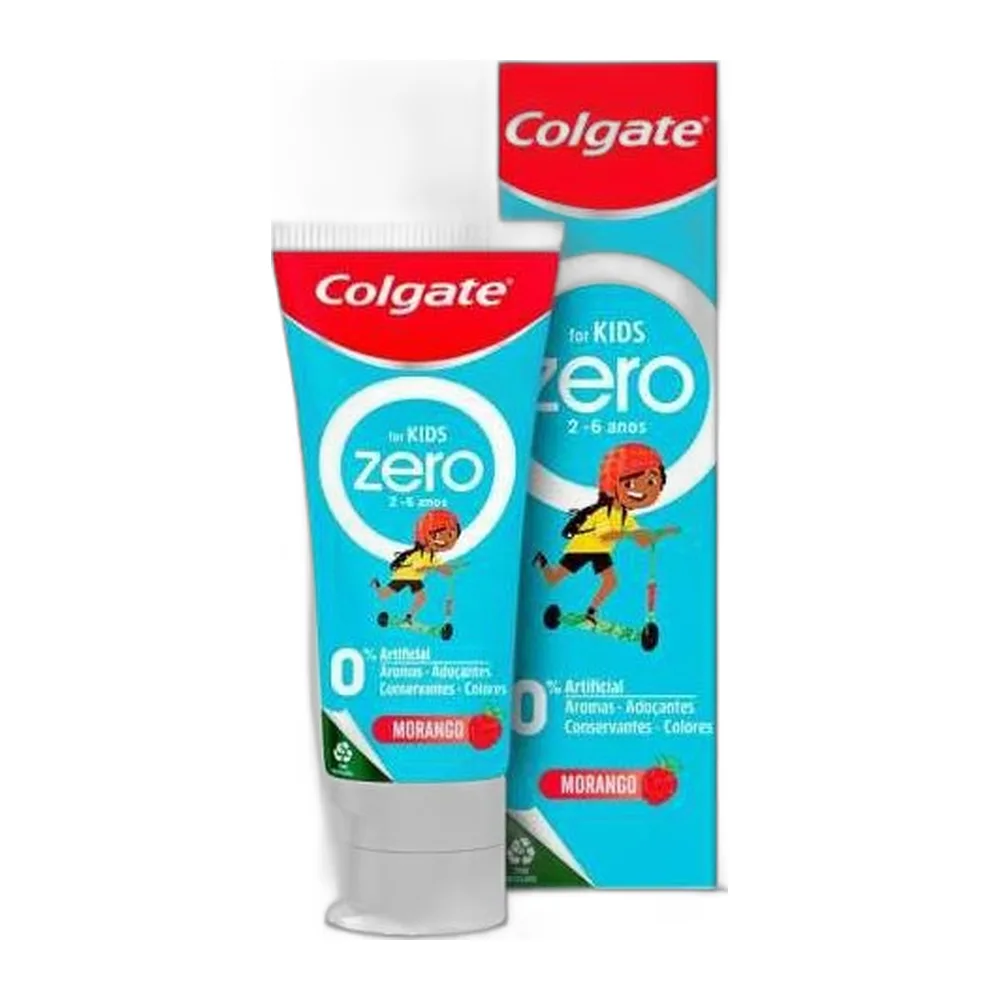 Colgate®
for KIDS
zero
2-6 anos
0% Artificial
Aromas - Adoçantes
Conservantes - Colores
MORANGO
Colgate®
for KIDS
zero
2-6 anos
0% Artificial
Aromas - Adoçantes
Conservantes - Colores
MORANGO